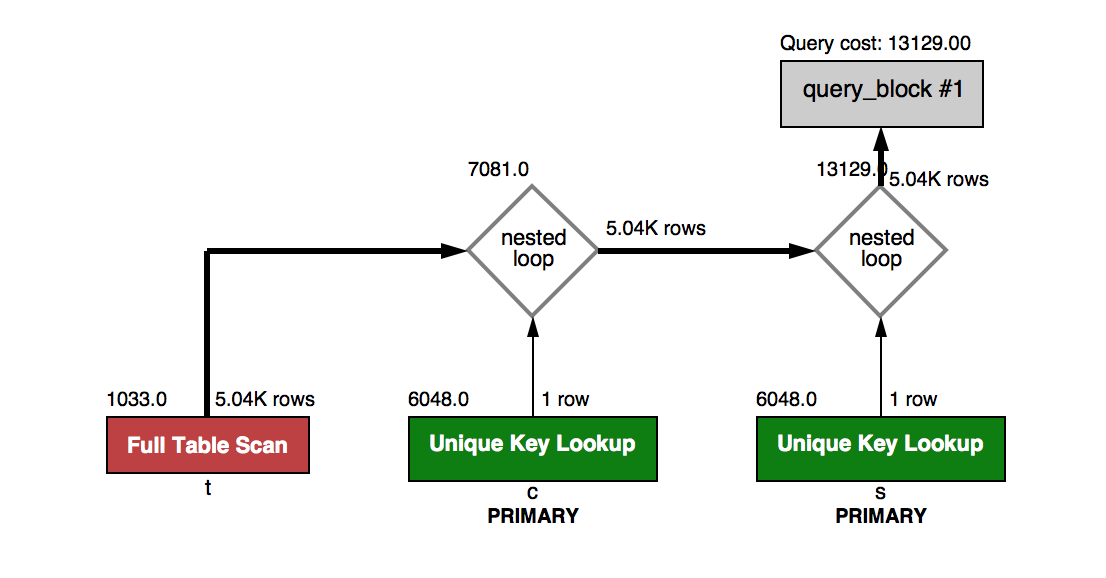 Query cost: 13129.00
query_block #1
7081.0
13129.0
5.04K rows
nested
loop
5.04K rows
nested
loop
1033.0
5.04K rows
6048.0
1 row
6048.0
1 row
Full Table Scan
Unique Key Lookup
Unique Key Lookup
t
c
s
PRIMARY
PRIMARY